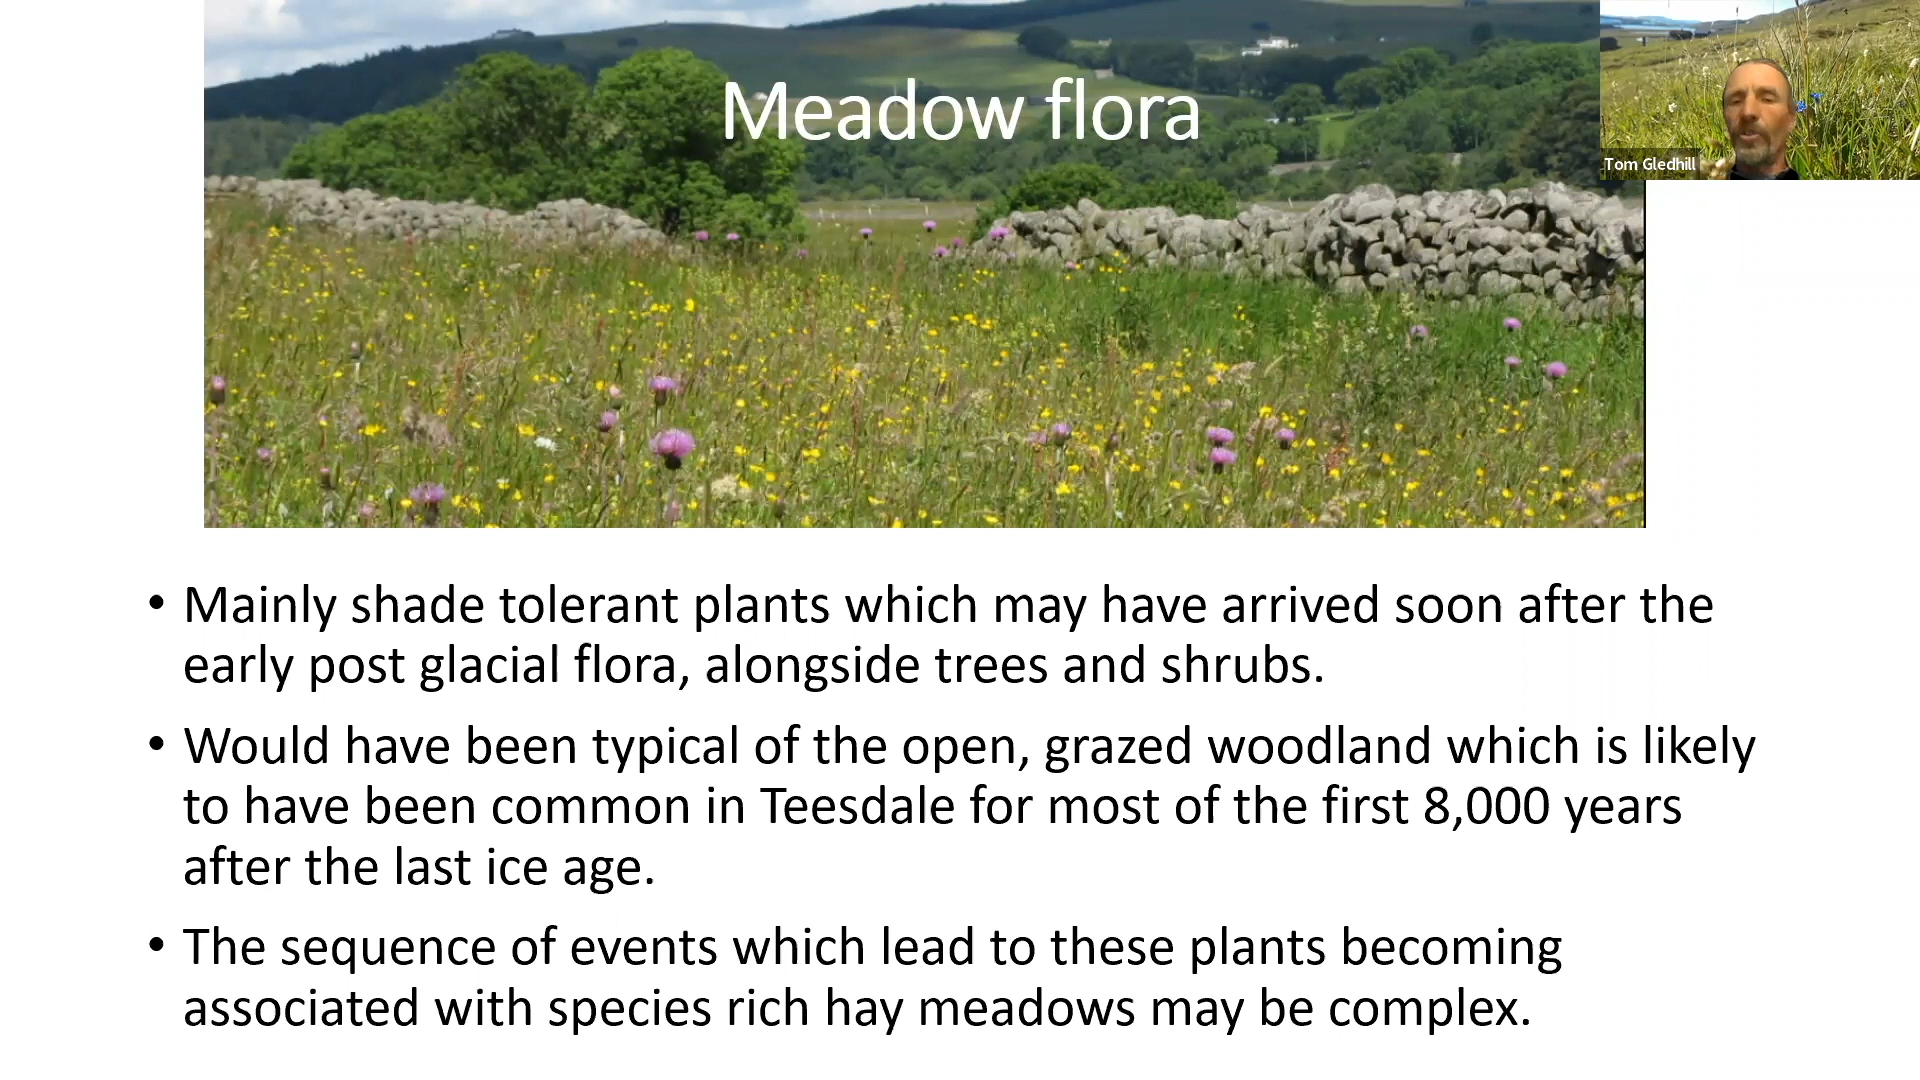 Meadow flora
Tom Gledhill
• Mainly shade tolerant plants which may have arrived soon after the
early post glacial flora, alongside trees and shrubs.
• Would have been typical of the open, grazed woodland which is likely
to have been common in Teesdale for most of the first 8,000 years
after the last ice age.
• The sequence of events which lead to these plants becoming
associated with species rich hay meadows may be complex.